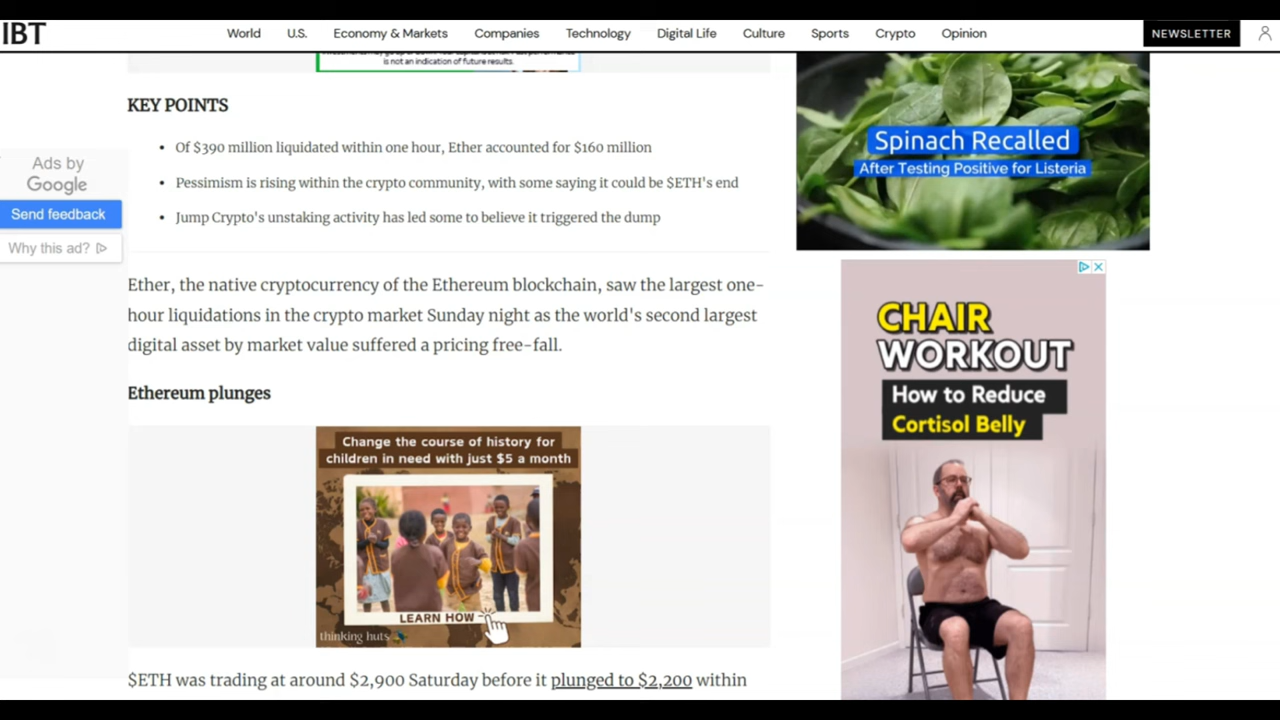 IBT
World U.S. Economy & Markets Companies Technology Digital Life Culture Sports Crypto Opinion NEWSLETTER
is not an indication of future results.
KEY POINTS
• Of $390 million liquidated within one hour, Ether accounted for $160 million
• Pessimism is rising within the crypto community, with some saying it could be $ETH's end
• Jump Crypto's unstaking activity has led some to believe it triggered the dump
Ads by
Google
Send feedback
Why this ad?
Ether, the native cryptocurrency of the Ethereum blockchain, saw the largest one-
hour liquidations in the crypto market Sunday night as the world's second largest
digital asset by market value suffered a pricing free-fall.
Ethereum plunges
Change the course of history for
children in need with just $5 a month
LEARN HOW
thinking huts
$ETH was trading at around $2,900 Saturday before it plunged to $2,200 within
Spinach Recalled
After Testing Positive for Listeria
CHAIR
WORKOUT
How to Reduce
Cortisol Belly